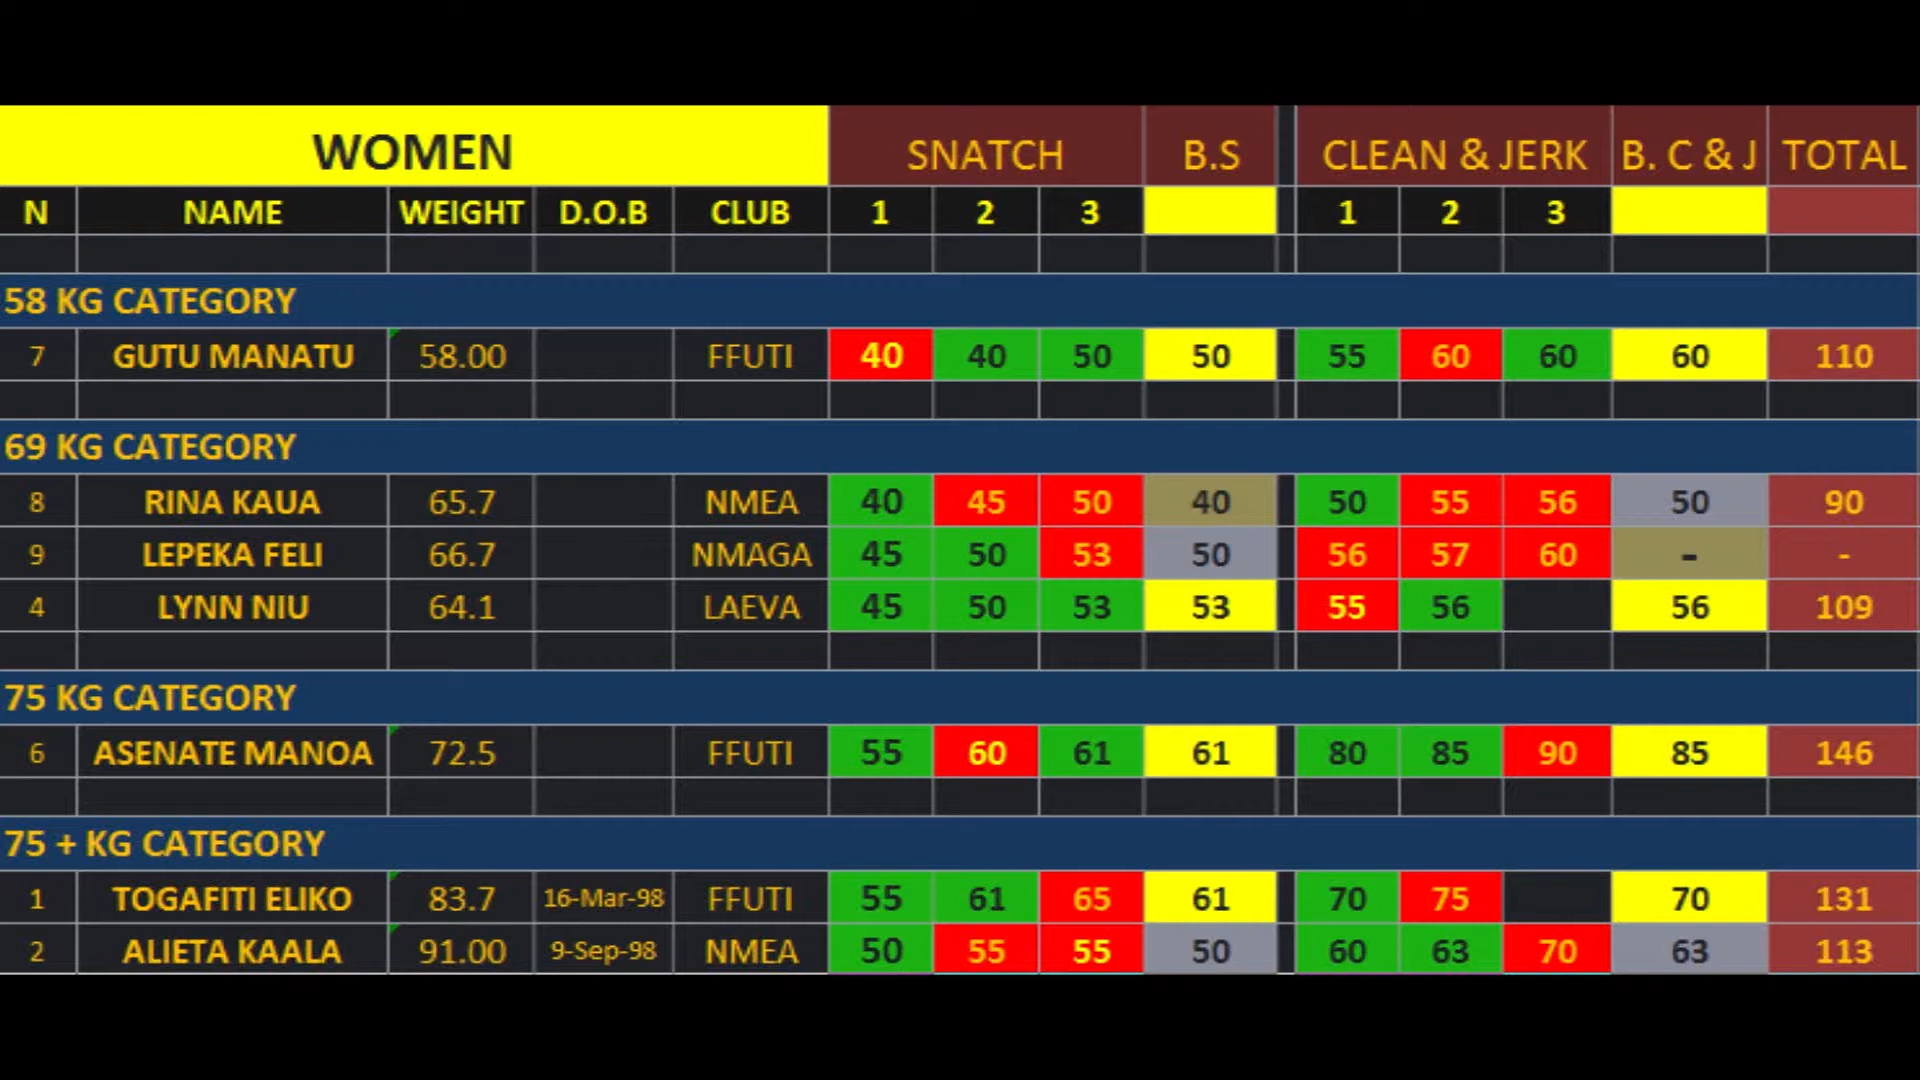 WOMEN SNATCH B.S CLEAN & JERK B. C & J TOTAL
N NAME WEIGHT D.O.B CLUB 1 2 3 1 2 3
58 KG CATEGORY
7 GUTU MANATU 58.00 FFUTI 40 40 50 50 55 60 60 60 110
69 KG CATEGORY
8 RINA KAUA 65.7 NMEA 40 45 50 40 50 55 56 50 90
9 LEPEKA FELI 66.7 NMAGA 45 50 53 50 56 57 60 - -
4 LYNN NIU 64.1 LAEVA 45 50 53 53 55 56 56 109
75 KG CATEGORY
6 ASENATE MANOA 72.5 FFUTI 55 60 61 61 80 85 90 85 146
75 + KG CATEGORY
1 TOGAFITI ELIKO 83.7 16-Mar-98 FFUTI 55 61 65 61 70 75 70 131
2 ALIETA KAALA 91.00 9-Sep-98 NMEA 50 55 55 50 60 63 70 63 113